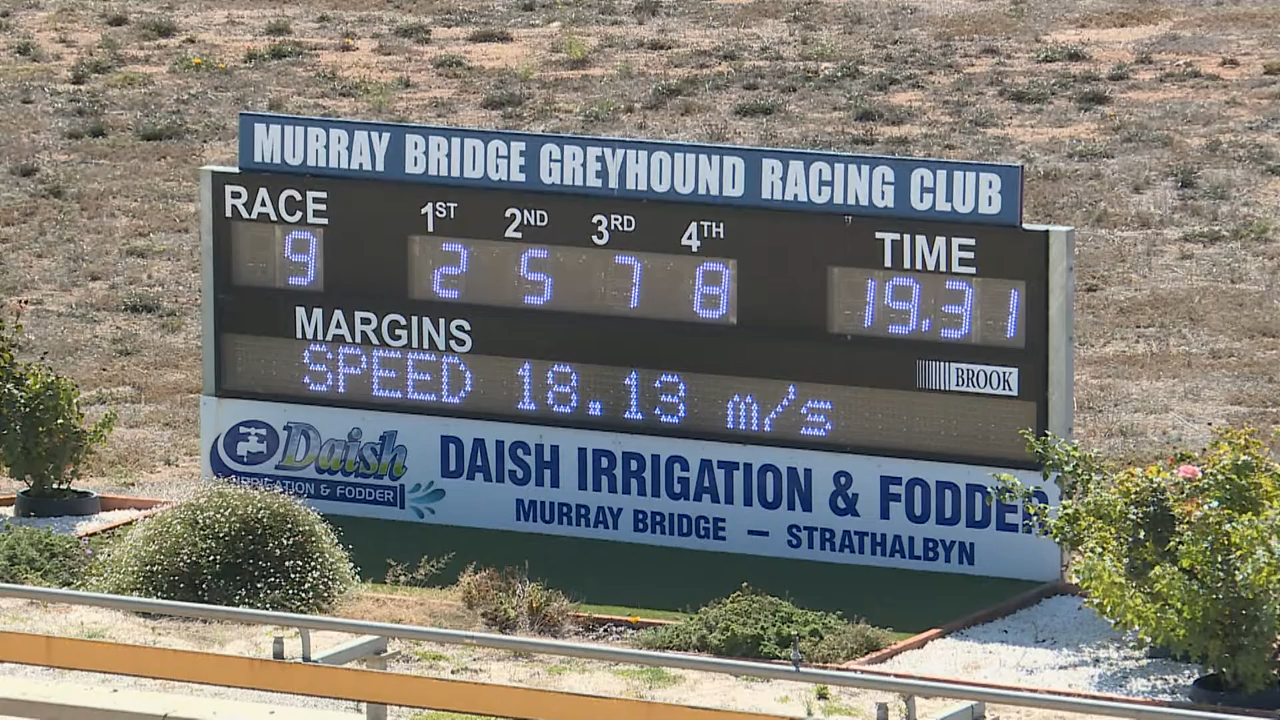 MURRAY BRIDGE GREYHOUND RACING CLUB
RACE 1ST 2ND 3RD 4TH TIME
9 2 5 7 8 19.31
MARGINS
BROOK
SPEED 18.13 m/s
Daish
IRRIGATION & FODDER
DAISH IRRIGATION & FODDER
MURRAY BRIDGE — STRATHALBYN